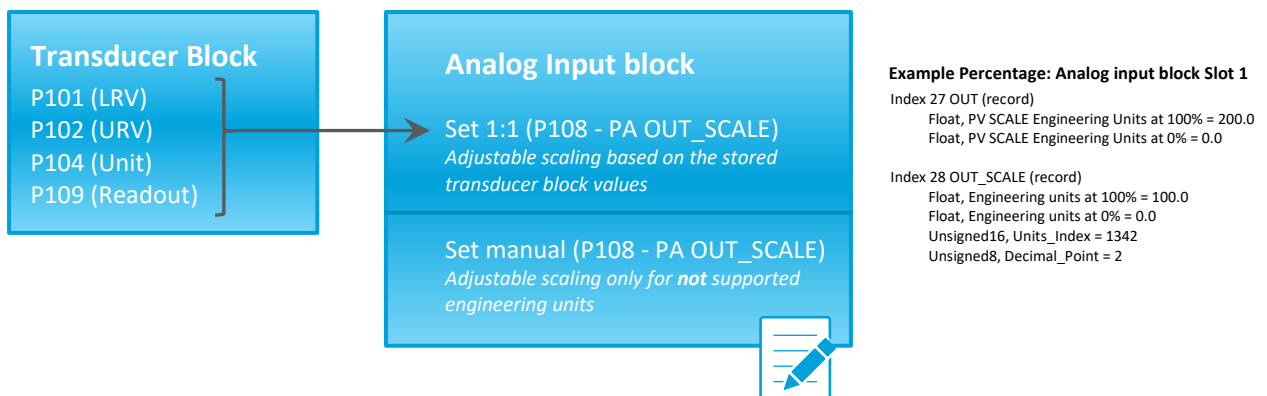 Transducer Block
P101 (LRV)
P102 (URV)
P104 (Unit)
P109 (Readout)
Analog Input block
Set 1:1 (P108 - PA OUT_SCALE)
Adjustable scaling based on the stored
transducer block values
Set manual (P108 - PA OUT_SCALE)
Adjustable scaling only for not supported
engineering units
Example Percentage: Analog input block Slot 1
Index 27 OUT (record)
Float, PV SCALE Engineering Units at 100% = 200.0
Float, PV SCALE Engineering Units at 0% = 0.0
Index 28 OUT_SCALE (record)
Float, Engineering units at 100% = 100.0
Float, Engineering units at 0% = 0.0
Unsigned16, Units_Index = 1342
Unsigned8, Decimal_Point = 2